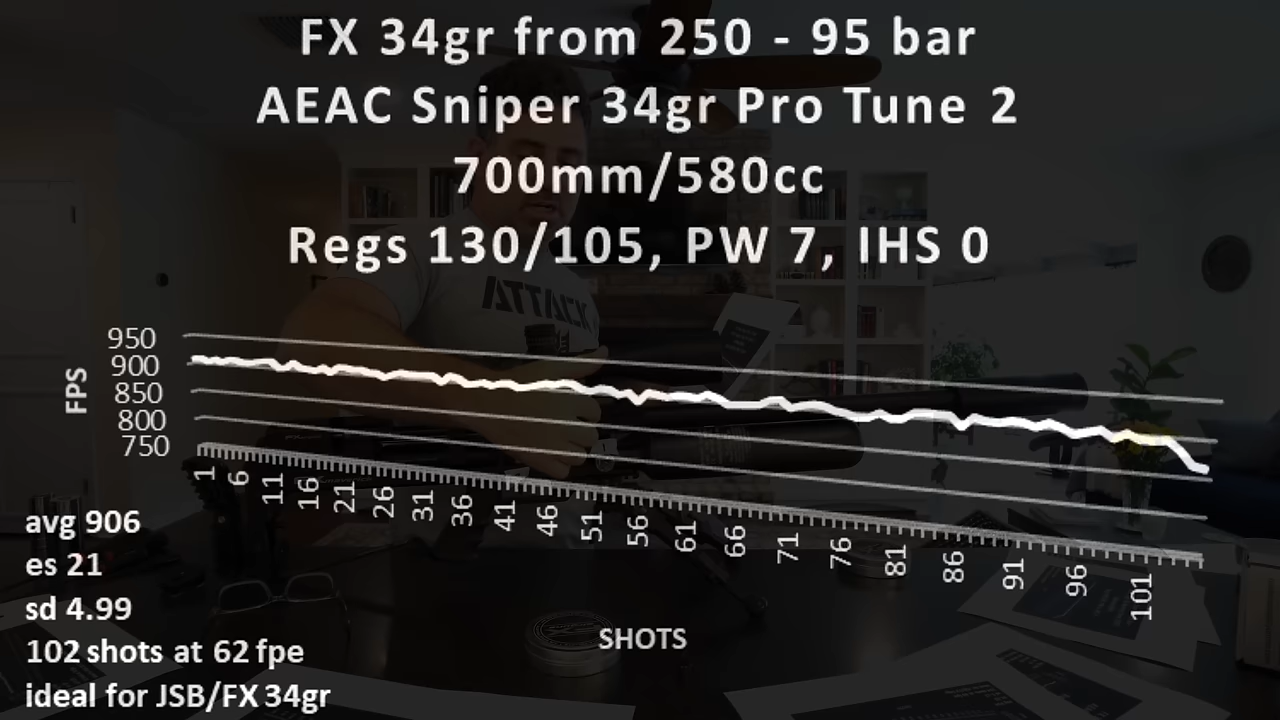 FX 34gr from 250 - 95 bar
AEAC Sniper 34gr Pro Tune 2
700mm/580cc
Regs 130/105, PW 7, IHS 0
ATTACK
950
900
850
800
750
FPS
1 6 11 16 21 26 31 36 41 46 51 56 61 66 71 76 81 86 91 96 101
SHOTS
avg 906
es 21
sd 4.99
102 shots at 62 fpe
ideal for JSB/FX 34gr